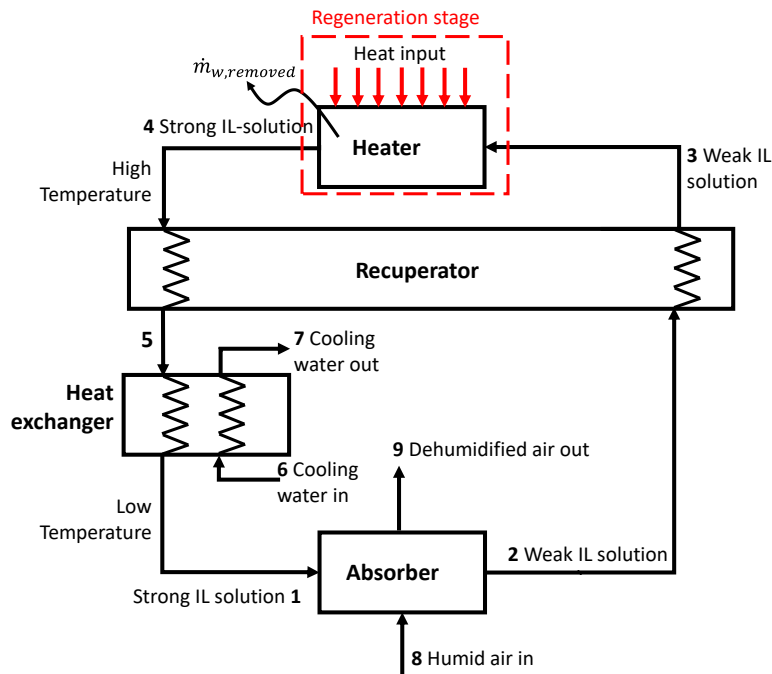 Regeneration stage
Heat input
ṁ_{w,removed}
4 Strong IL-solution
Heater
3 Weak IL
solution
High
Temperature
Recuperator
5
7 Cooling
water out
Heat
exchanger
9 Dehumidified air out
6 Cooling
water in
Low
Temperature
2 Weak IL solution
Absorber
Strong IL solution 1
8 Humid air in